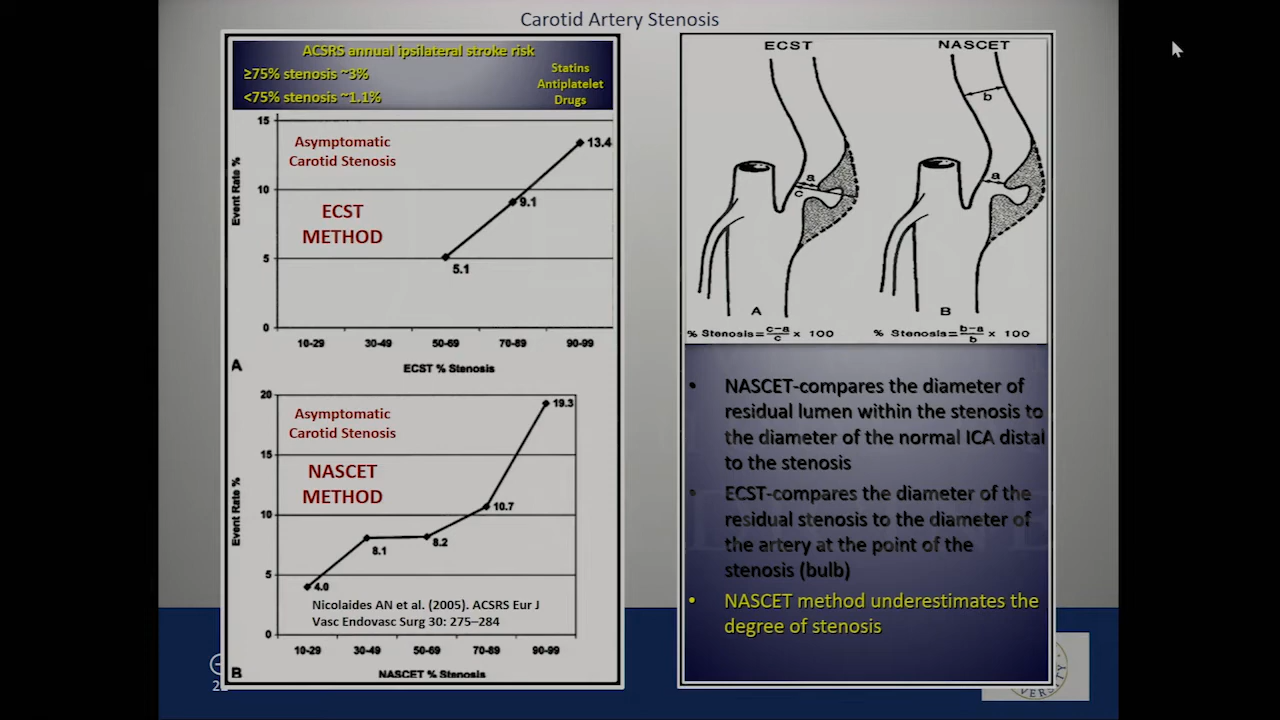 Carotid Artery Stenosis
ACSRS annual ipsilateral stroke risk
≥75% stenosis ~3%
<75% stenosis ~1.1%
Statins
Antiplatelet
Drugs
15
10
5
0
Event Rate %
Asymptomatic
Carotid Stenosis
ECST
METHOD
13.4
9.1
5.1
10-29 30-49 50-69 70-89 90-99
A
ECST % Stenosis
20
15
10
5
0
Event Rate %
Asymptomatic
Carotid Stenosis
NASCET
METHOD
19.3
10.7
8.1
8.2
4.0
Nicolaides AN et al. (2005). ACSRS Eur J
Vasc Endovasc Surg 30: 275–284
10-29 30-49 50-69 70-89 90-99
B
NASCET % Stenosis
ECST NASCET
b
a
c
a
A B
% Stenosis= c-a/c x 100
% Stenosis= b-a/b x 100
• NASCET-compares the diameter of
residual lumen within the stenosis to
the diameter of the normal ICA distal
to the stenosis
• ECST-compares the diameter of the
residual stenosis to the diameter of
the artery at the point of the
stenosis (bulb)
• NASCET method underestimates the
degree of stenosis